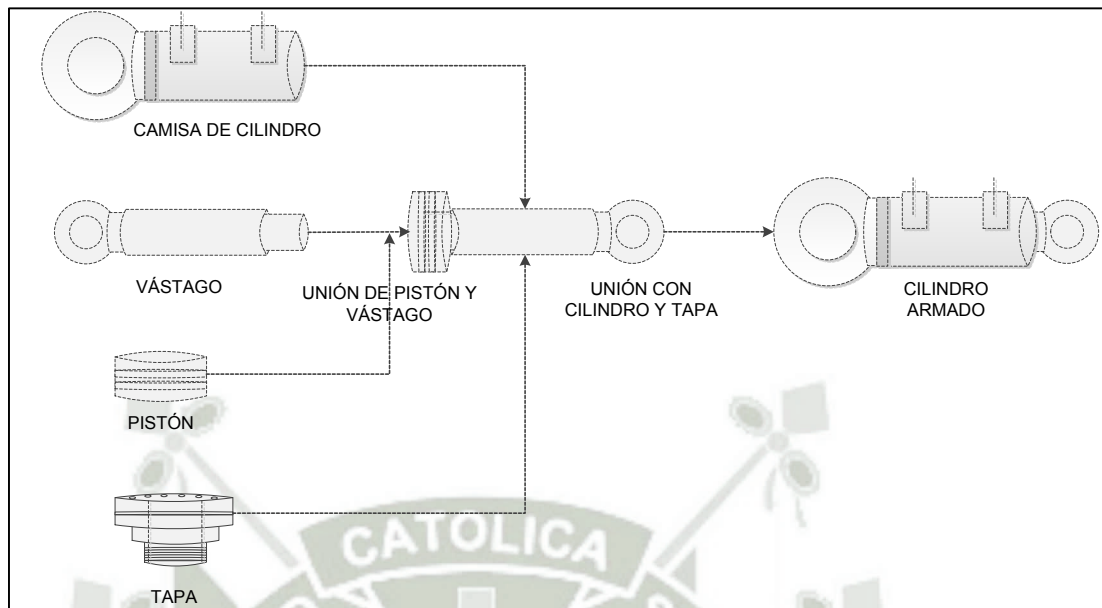 CAMISA DE CILINDRO
VÁSTAGO
UNIÓN DE PISTÓN Y
VÁSTAGO
UNIÓN CON
CILINDRO Y TAPA
CILINDRO
ARMADO
PISTÓN
CATOLICA
TAPA